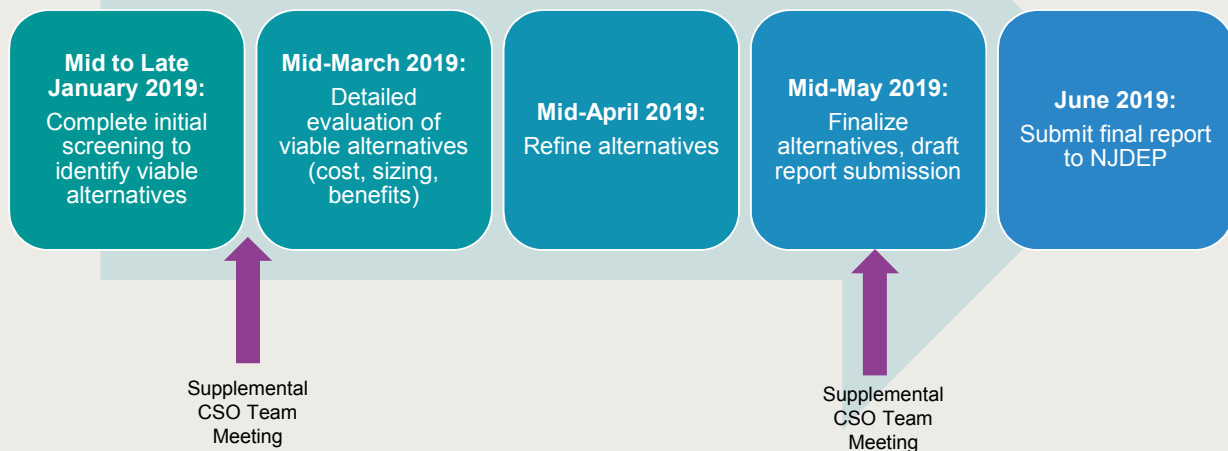 Mid to Late
January 2019:
Complete initial
screening to
identify viable
alternatives
Mid-March 2019:
Detailed
evaluation of
viable alternatives
(cost, sizing,
benefits)
Mid-April 2019:
Refine alternatives
Mid-May 2019:
Finalize
alternatives, draft
report submission
June 2019:
Submit final report
to NJDEP
Supplemental
CSO Team
Meeting
Supplemental
CSO Team
Meeting